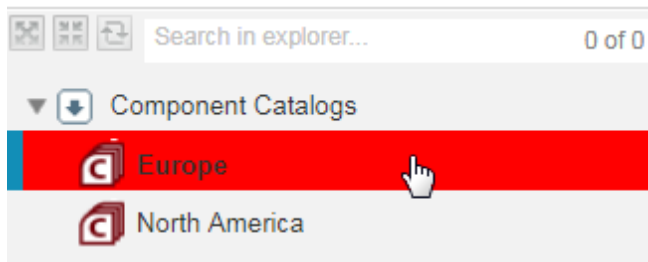 Search in explorer... 0 of 0
Component Catalogs
C Europe
C North America